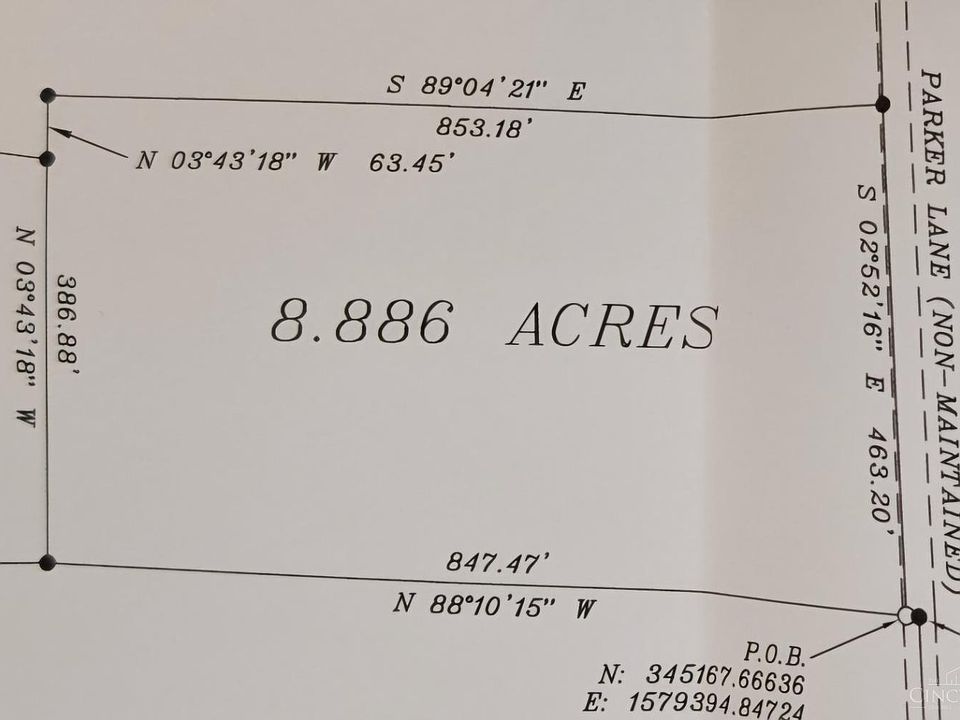 S 89°04'21" E
853.18'
N 03°43'18" W 63.45'
N 03°43'18" W
386.88'
8.886 ACRES
S 02°52'16" E 463.20'
PARKER LANE (NON-MAINTAINED)
847.47'
N 88°10'15" W
P.O.B.
N: 345167.66636
E: 1579394.84724